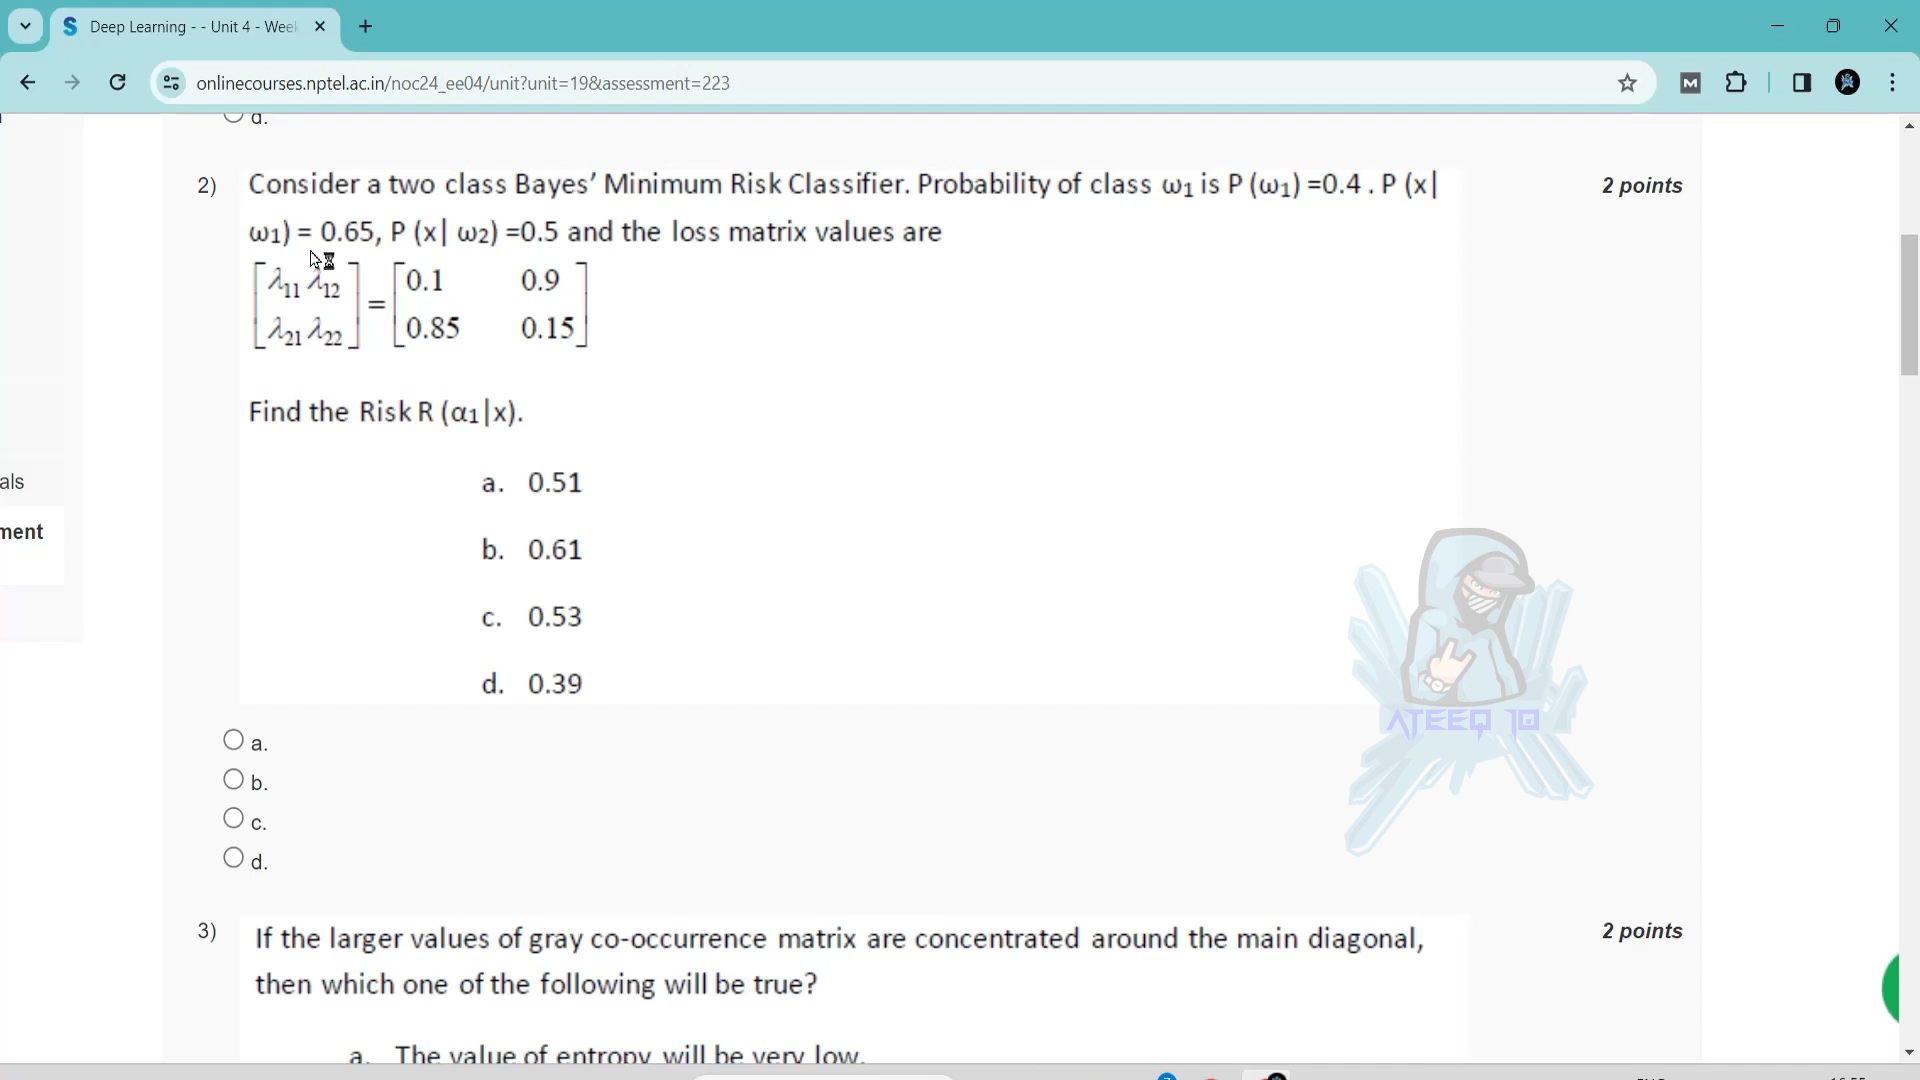 Deep Learning - - Unit 4 - Week
onlinecourses.nptel.ac.in/noc24_ee04/unit?unit=19&assessment=223
d.
2) Consider a two class Bayes' Minimum Risk Classifier. Probability of class ω1 is P (ω1) =0.4 . P (x| 2 points
ω1) = 0.65, P (x| ω2) =0.5 and the loss matrix values are
[λ11 λ12] = [0.1 0.9]
[λ21 λ22] [0.85 0.15]
Find the Risk R (α1|x).
als
a. 0.51
ment
b. 0.61
c. 0.53
d. 0.39
ATEEQ 10
a.
b.
c.
d.
3) If the larger values of gray co-occurrence matrix are concentrated around the main diagonal, 2 points
then which one of the following will be true?
a. The value of entropy will be very low.